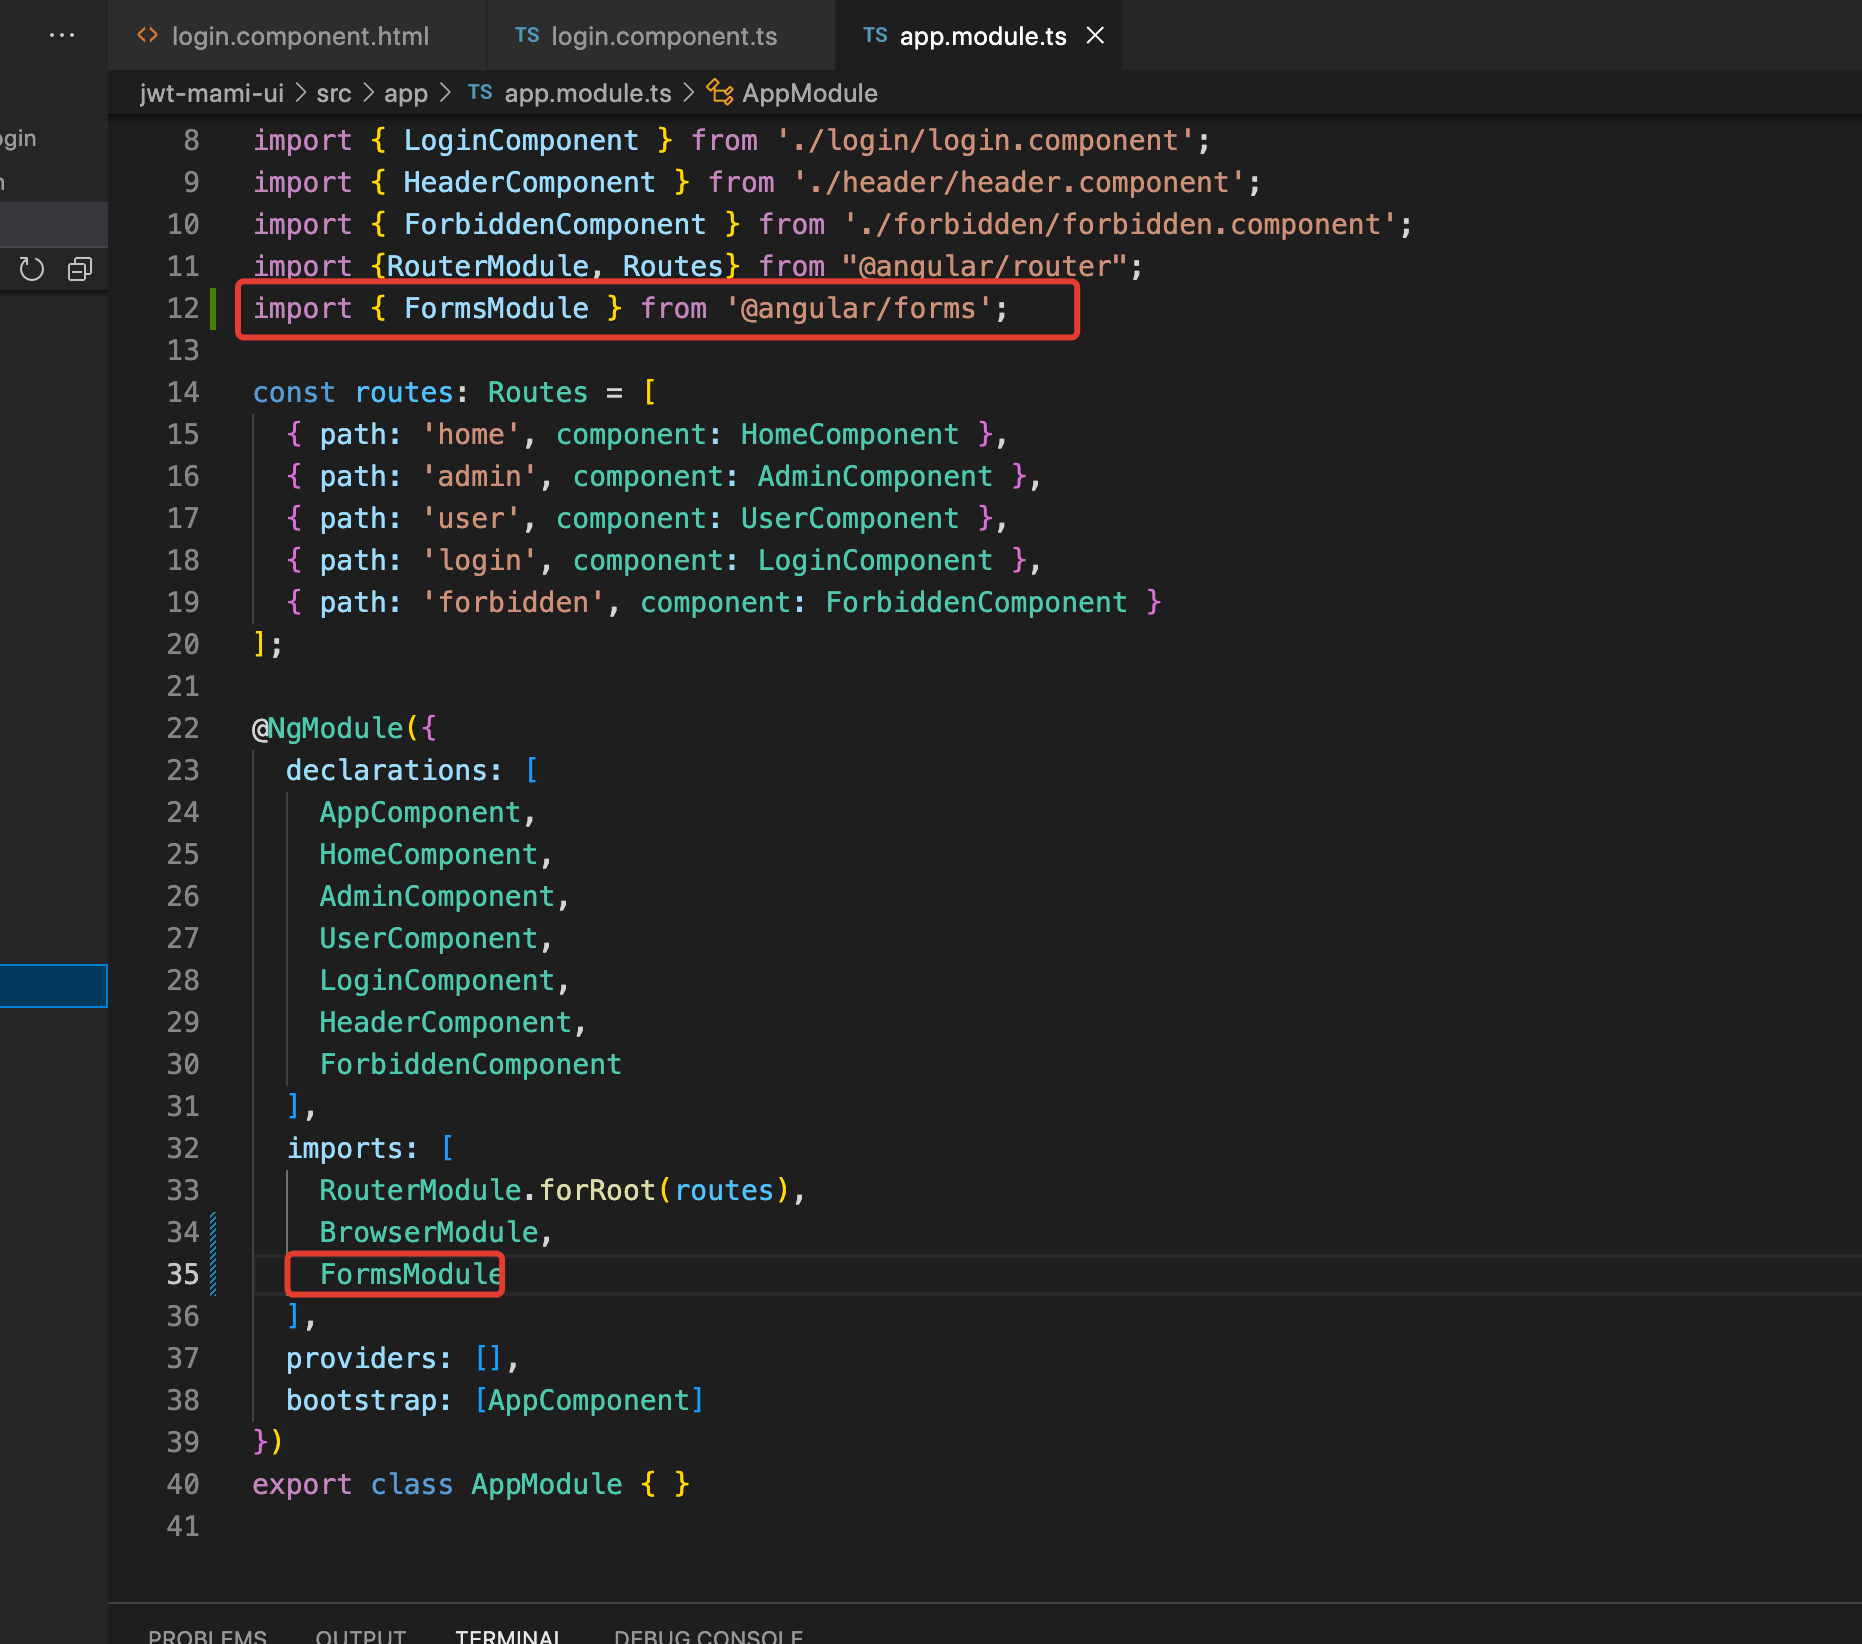 ··· <> login.component.html TS login.component.ts TS app.module.ts ×
jwt-mami-ui > src > app > TS app.module.ts > AppModule
ogin
8 import { LoginComponent } from './login/login.component';
9 import { HeaderComponent } from './header/header.component';
10 import { ForbiddenComponent } from './forbidden/forbidden.component';
11 import {RouterModule, Routes} from "@angular/router";
12 import { FormsModule } from '@angular/forms';
13
14 const routes: Routes = [
15 { path: 'home', component: HomeComponent },
16 { path: 'admin', component: AdminComponent },
17 { path: 'user', component: UserComponent },
18 { path: 'login', component: LoginComponent },
19 { path: 'forbidden', component: ForbiddenComponent }
20 ];
21
22 @NgModule({
23 declarations: [
24 AppComponent,
25 HomeComponent,
26 AdminComponent,
27 UserComponent,
28 LoginComponent,
29 HeaderComponent,
30 ForbiddenComponent
31 ],
32 imports: [
33 RouterModule.forRoot(routes),
34 BrowserModule,
35 FormsModule
36 ],
37 providers: [],
38 bootstrap: [AppComponent]
39 })
40 export class AppModule { }
41
PROBLEMS OUTPUT TERMINAL DEBUG CONSOLE